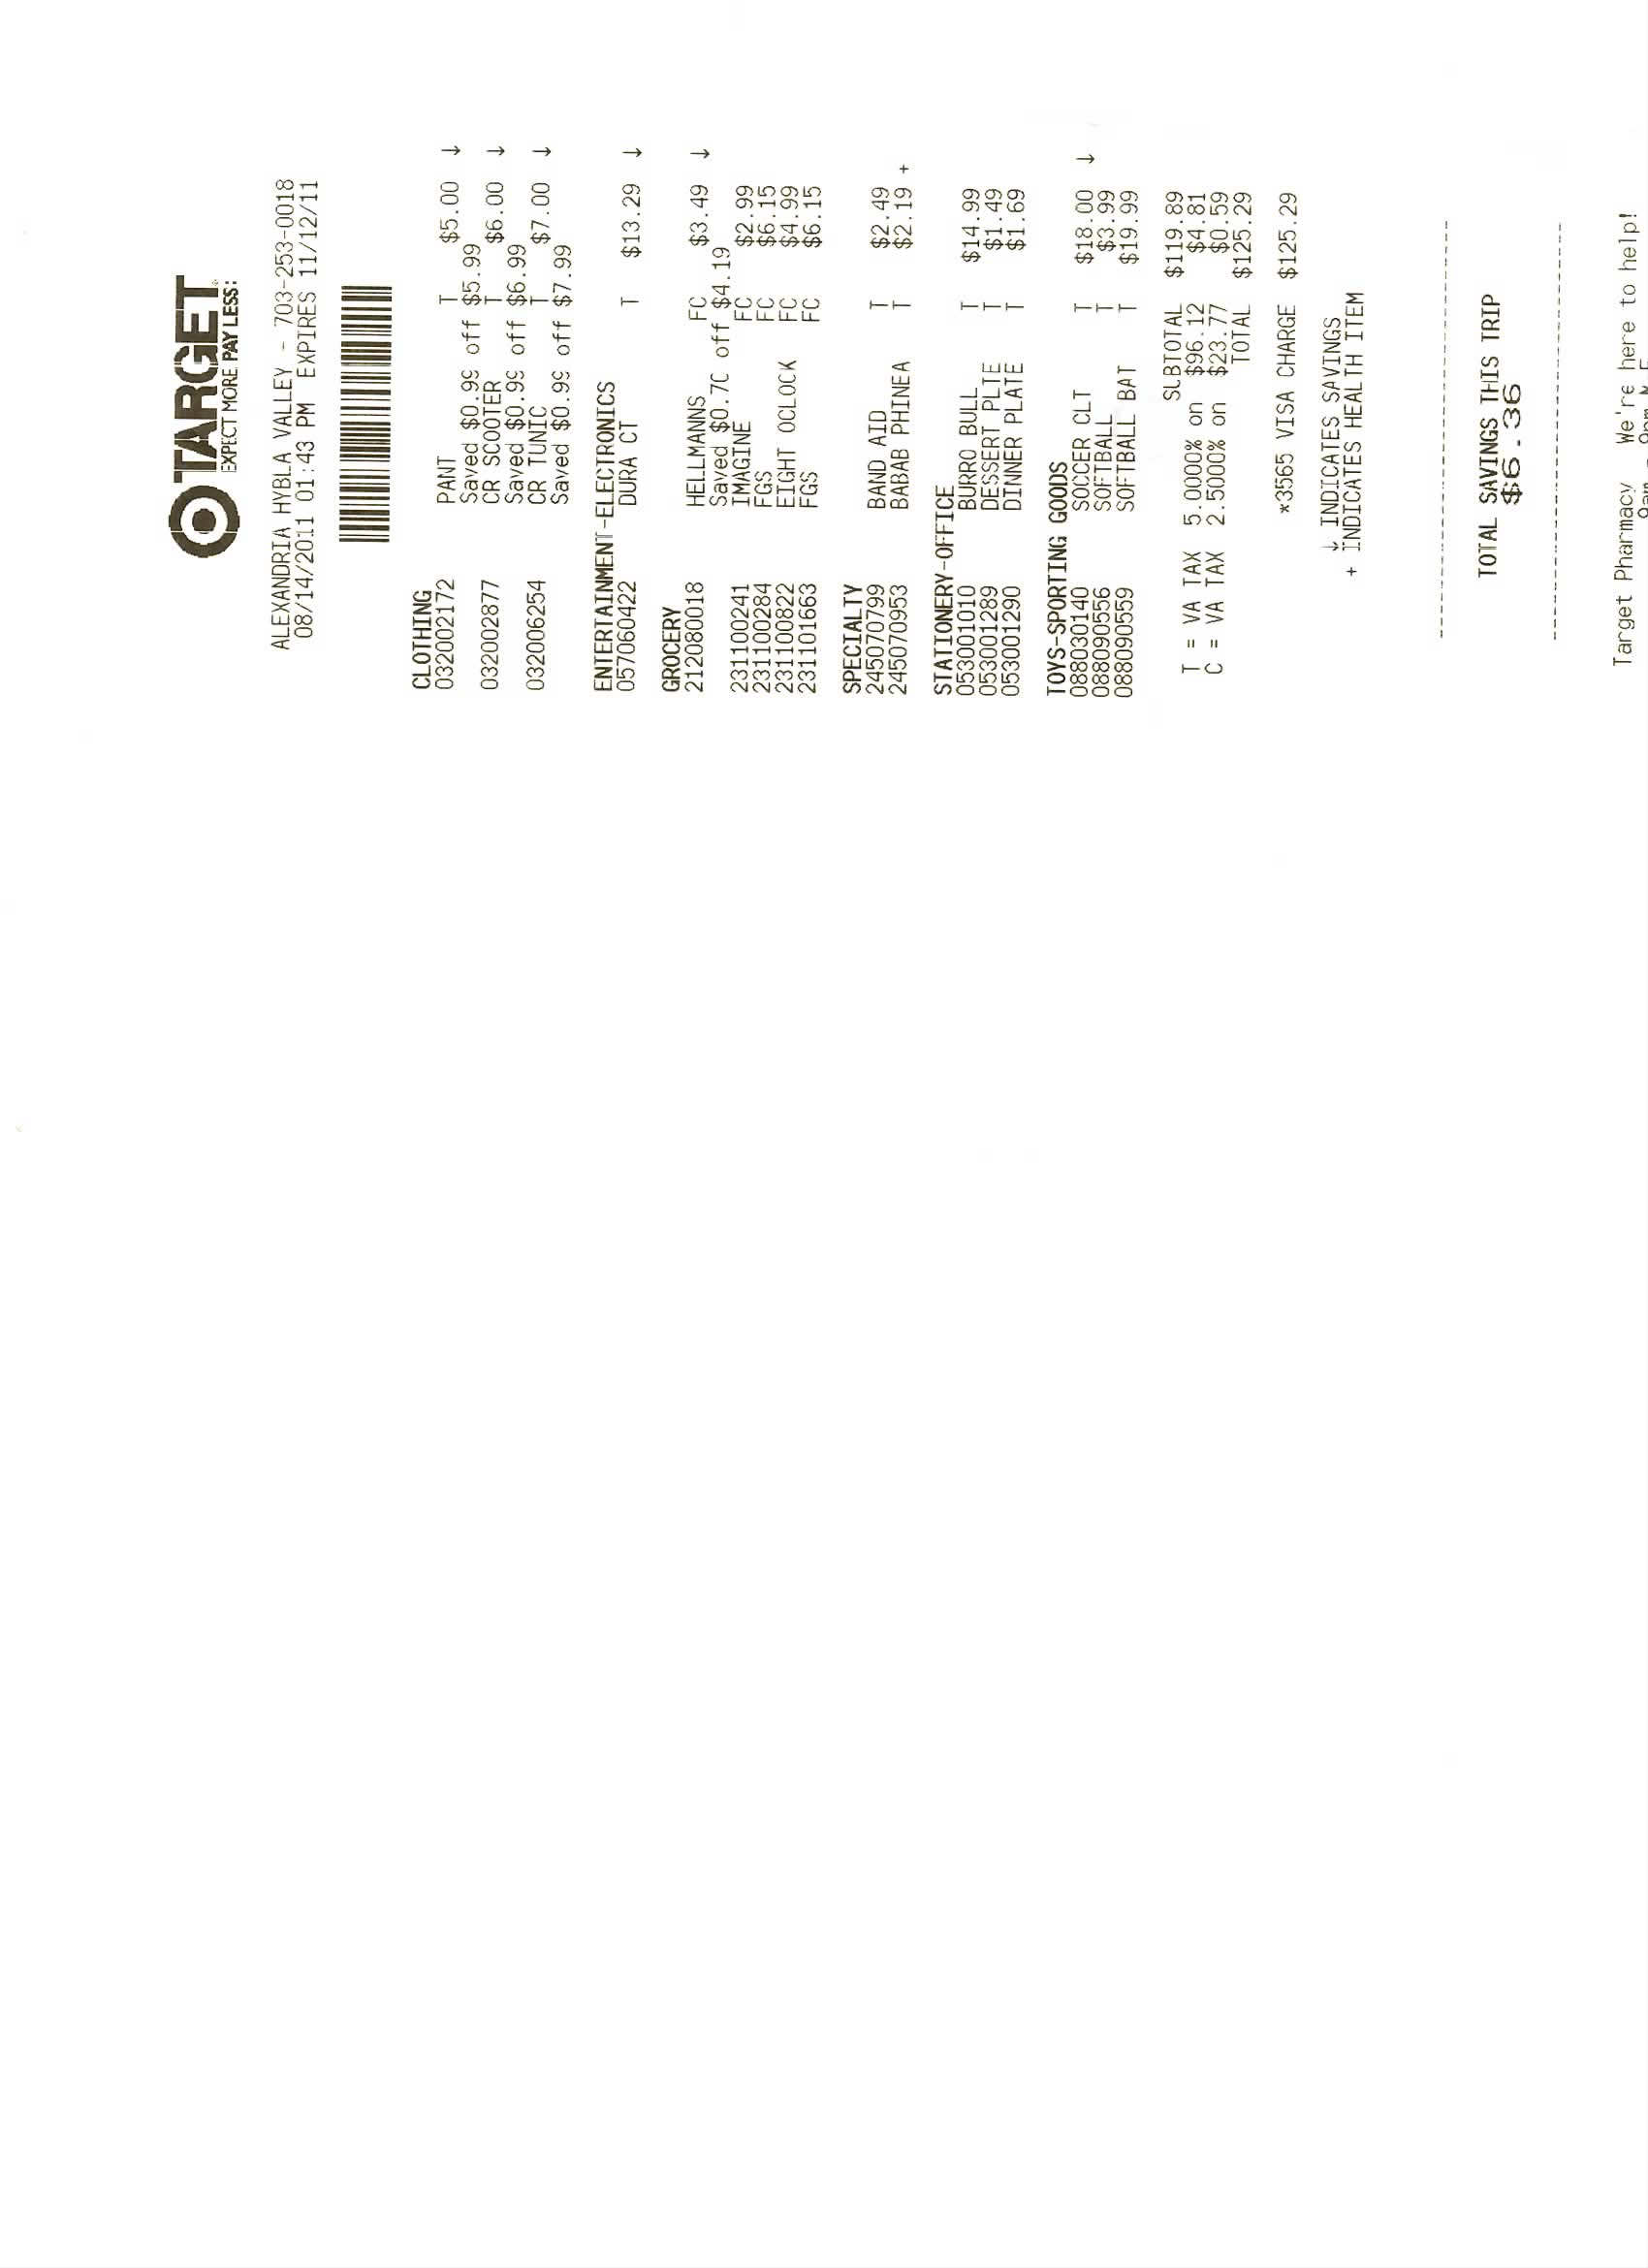 TARGET
EXPECT MORE. PAY LESS.
ALEXANDRIA HYBLA VALLEY - 703-253-0018
08/14/2011 01:43 PM EXPIRES 11/12/11
CLOTHING
032002172 PANT T $5.00 ↓
Saved $0.99 off $5.99
032002877 CR SCOOTER T $6.00 ↓
Saved $0.99 off $6.99
032006254 CR TUNIC T $7.00 ↓
Saved $0.99 off $7.99
ENTERTAINMENT-ELECTRONICS
057060422 DURA CT T $13.29 ↓
GROCERY
212080018 HELLMANNS FC $3.49 ↓
Saved $0.70 off $4.19
231100241 IMAGINE FC $2.99
231100284 FGS FC $6.15
231100822 EIGHT OCLOCK FC $4.99
231101663 FGS FC $6.15
SPECIALTY
245070799 BAND AID T $2.49
245070953 BABAB PHINEA T $2.19 +
STATIONERY-OFFICE
053001010 BURRO BULL T $14.99
053001289 DESSERT PLTE T $1.49
053001290 DINNER PLATE T $1.69
TOYS-SPORTING GOODS
088030140 SOCCER CLT T $18.00 ↓
088090556 SOFTBALL T $3.99
088090559 SOFTBALL BAT T $19.99
SUBTOTAL $119.89
T = VA TAX 5.0000% on $96.12 $4.81
C = VA TAX 2.5000% on $23.77 $0.59
TOTAL $125.29
*3565 VISA CHARGE $125.29
↓ INDICATES SAVINGS
+ INDICATES HEALTH ITEM
TOTAL SAVINGS THIS TRIP
$6.36
Target Pharmacy We're here to help!